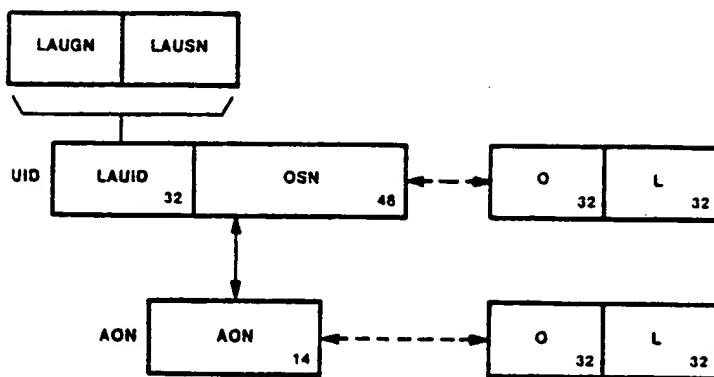 LAUGN LAUSN
UID LAUID 32 OSN 48 O 32 L 32
AON AON 14 O 32 L 32